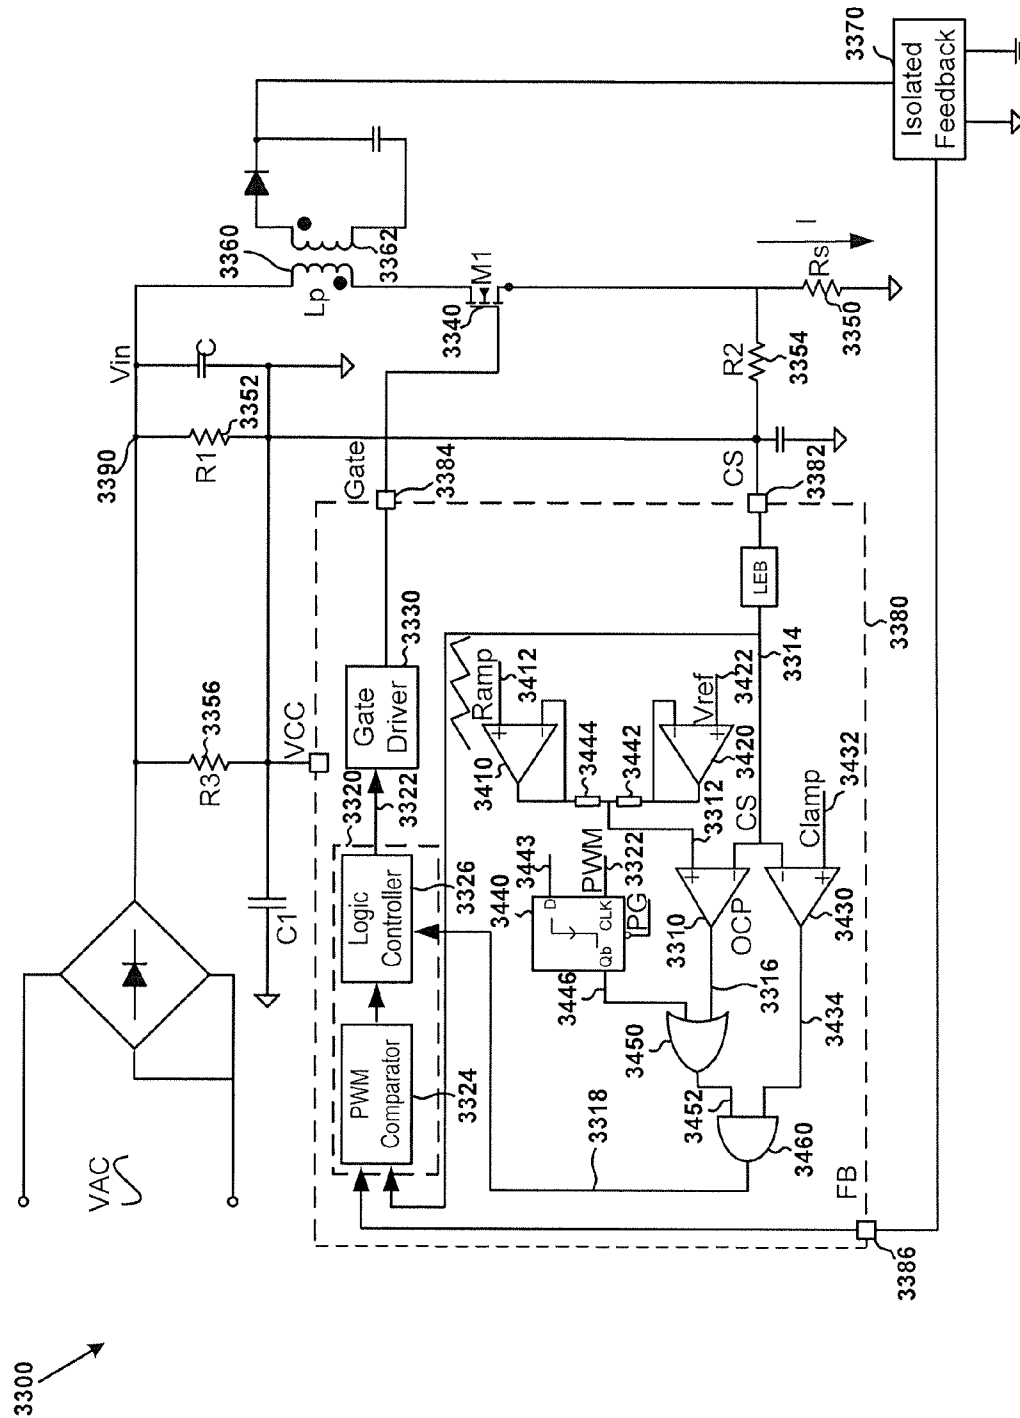 3300
VAC
3390
Vin
R1
3352
C
R3
3356
C1
VCC
3360
Lp
3362
Gate
3384
3320
3322
3330
Gate
Driver
PWM
Comparator
3324
Logic
Controller
3326
3340
M1
Ramp
3412
3410
3444
3442
3420
Vref
3422
3312
3440
3443
D
PWM
3322
CLK
Qb
PG
3446
3310
OCP
3316
3450
3452
3460
3434
3430
CS
Clamp
3432
3318
3314
LEB
CS
3382
R2
3354
Rs
3350
I
3380
FB
3386
3370
Isolated
Feedback